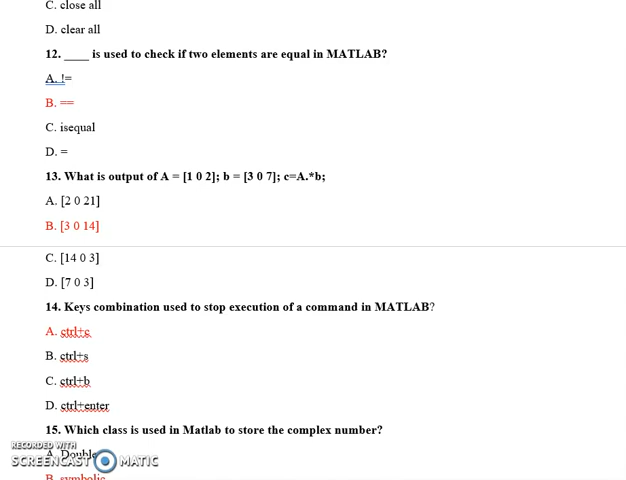 C. close all
D. clear all
12. ____ is used to check if two elements are equal in MATLAB?
A. !=
B. ==
C. isequal
D. =
13. What is output of A = [1 0 2]; b = [3 0 7]; c=A.*b;
A. [2 0 21]
B. [3 0 14]
C. [14 0 3]
D. [7 0 3]
14. Keys combination used to stop execution of a command in MATLAB?
A. ctrl+c
B. ctrl+s
C. ctrl+b
D. ctrl+enter
15. Which class is used in Matlab to store the complex number?
RECORDED WITH
A. Double
SCREENCAST MATIC
B. symbolic